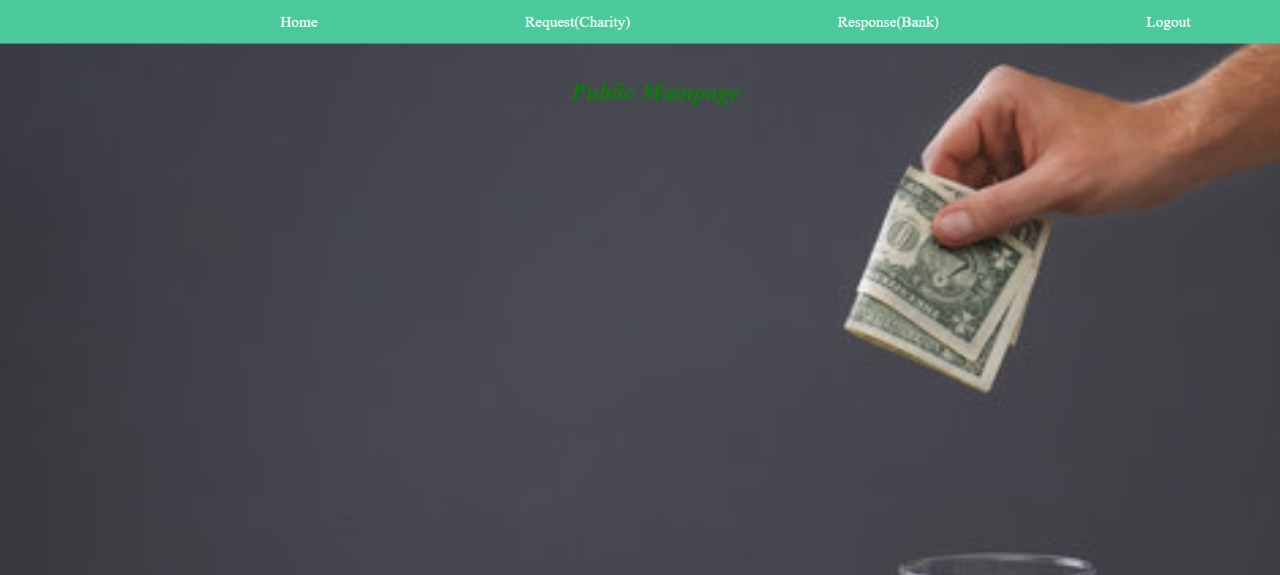 Home Request(Charity) Response(Bank) Logout
Public Mainpage